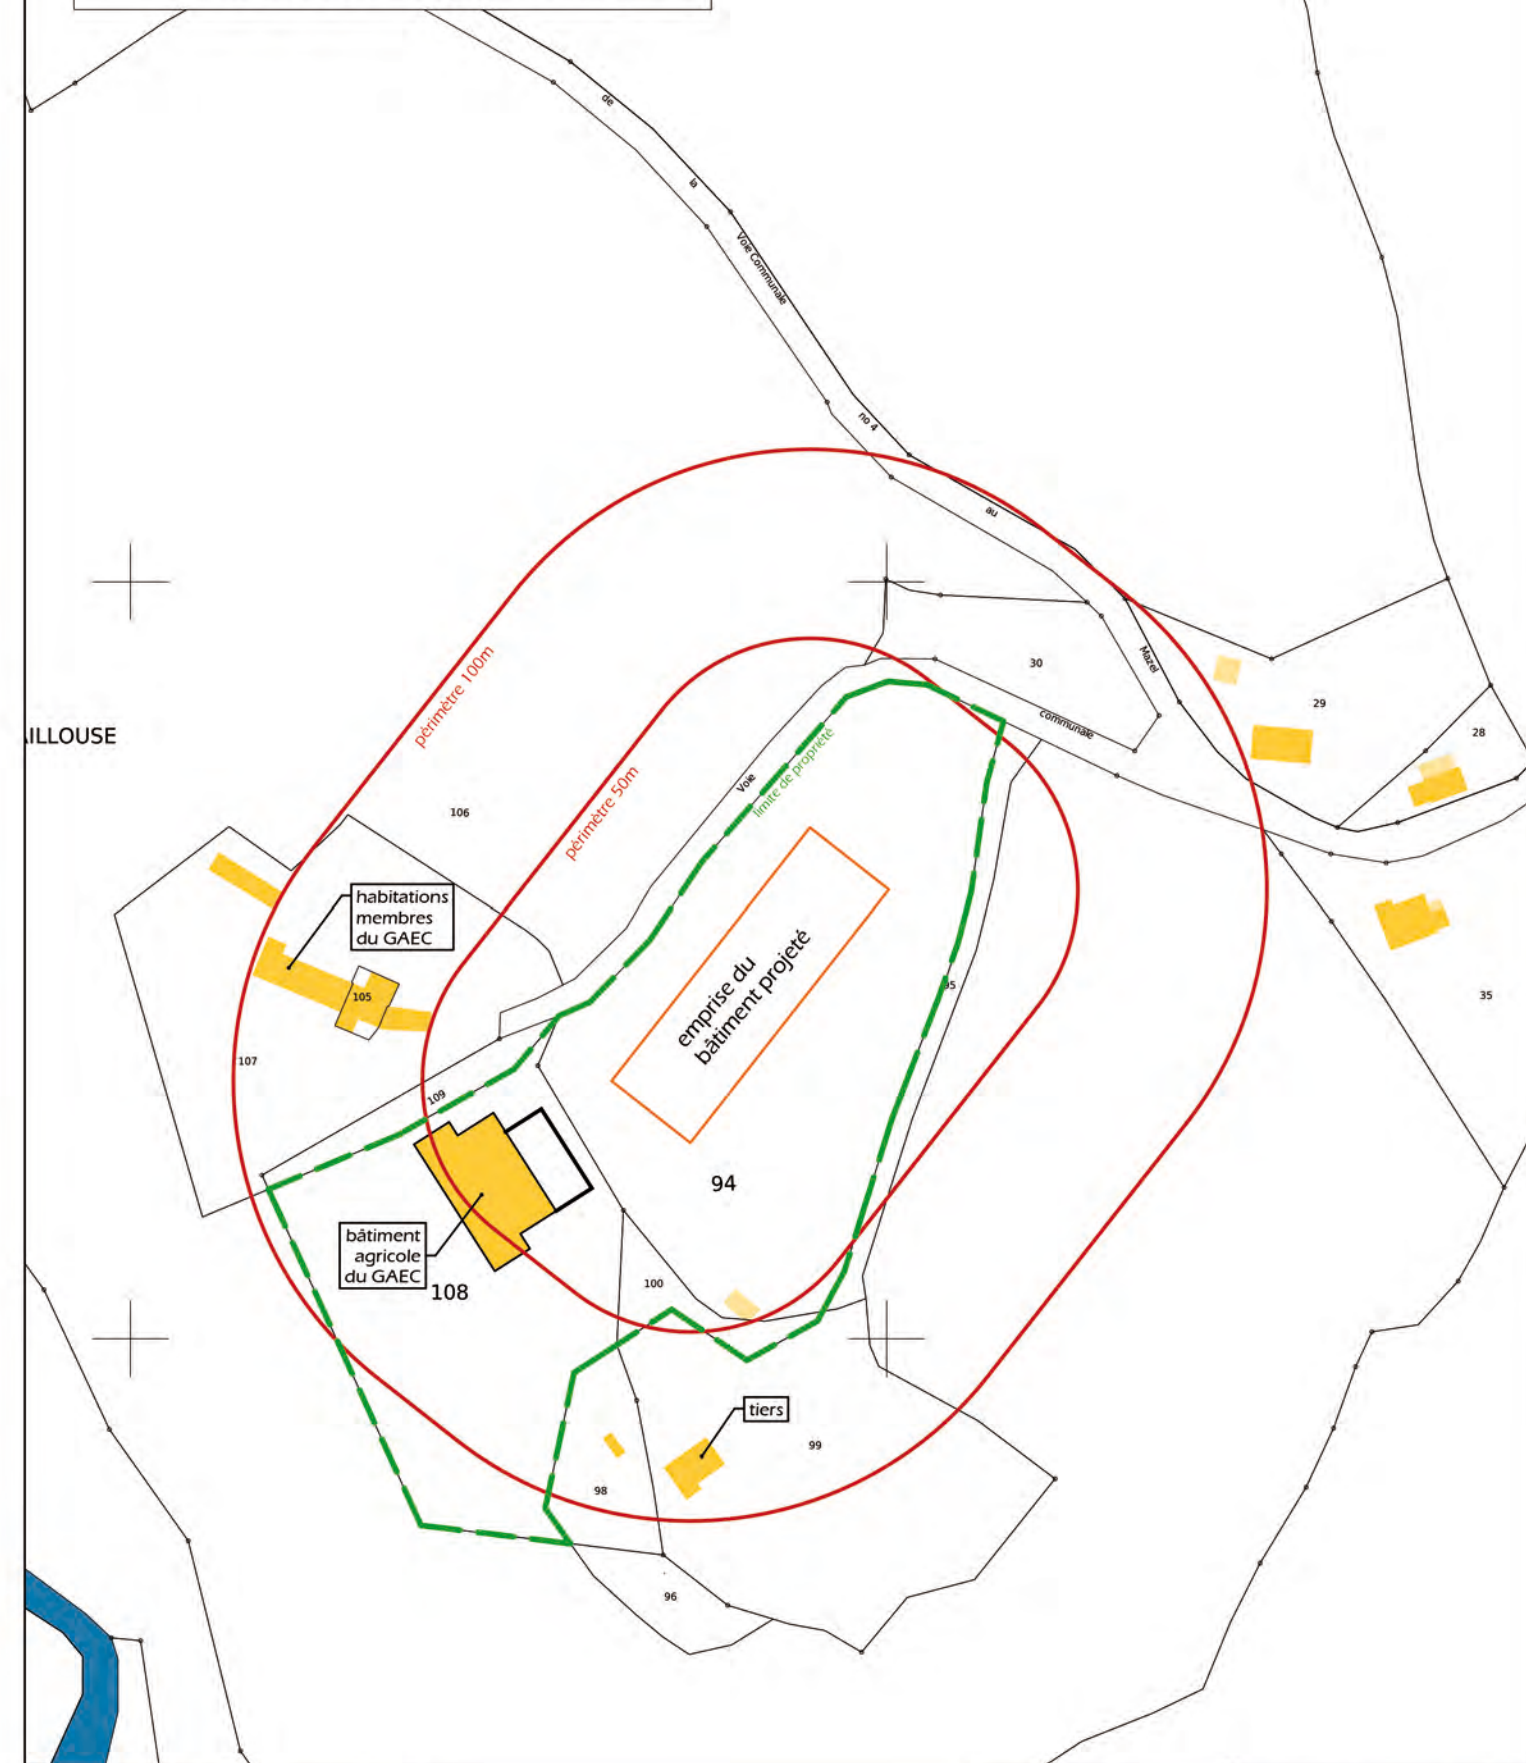 de
la
Voie Communale
no 4
au
Mazel
30
29
28
communale
AILLOUSE
périmètre 100m
périmètre 50m
Voie
limite de propriété
106
habitations
membres
du GAEC
105
107
109
emprise du
bâtiment projeté
95
35
94
bâtiment
agricole
du GAEC
108
100
tiers
99
98
96